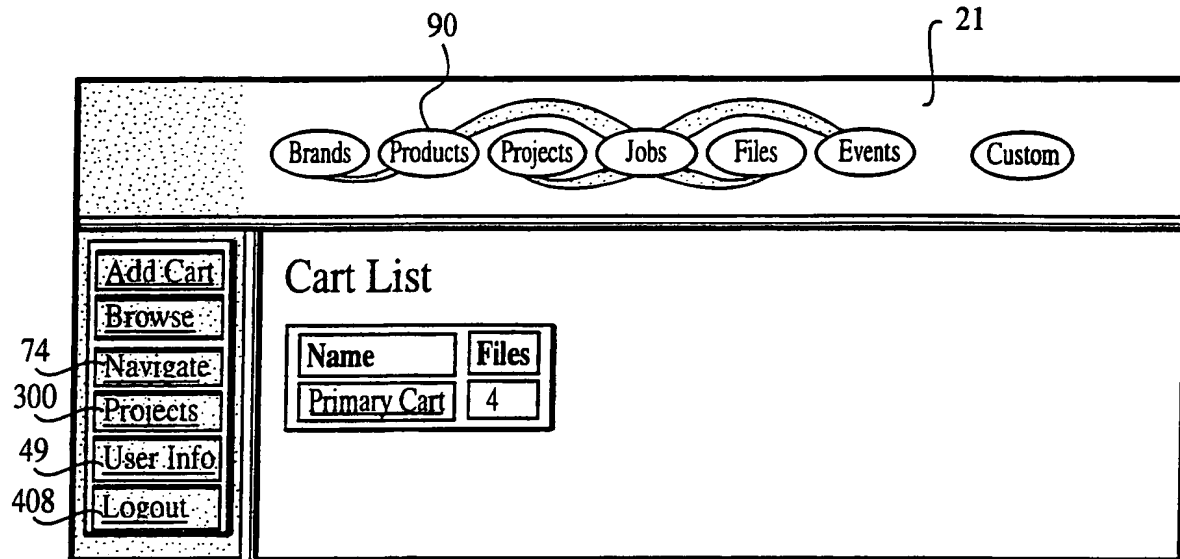 90
21
Brands Products Projects Jobs Files Events Custom
Add Cart
Browse
74 Navigate
300 Projects
49 User Info
408 Logout
Cart List
Name Files
Primary Cart 4